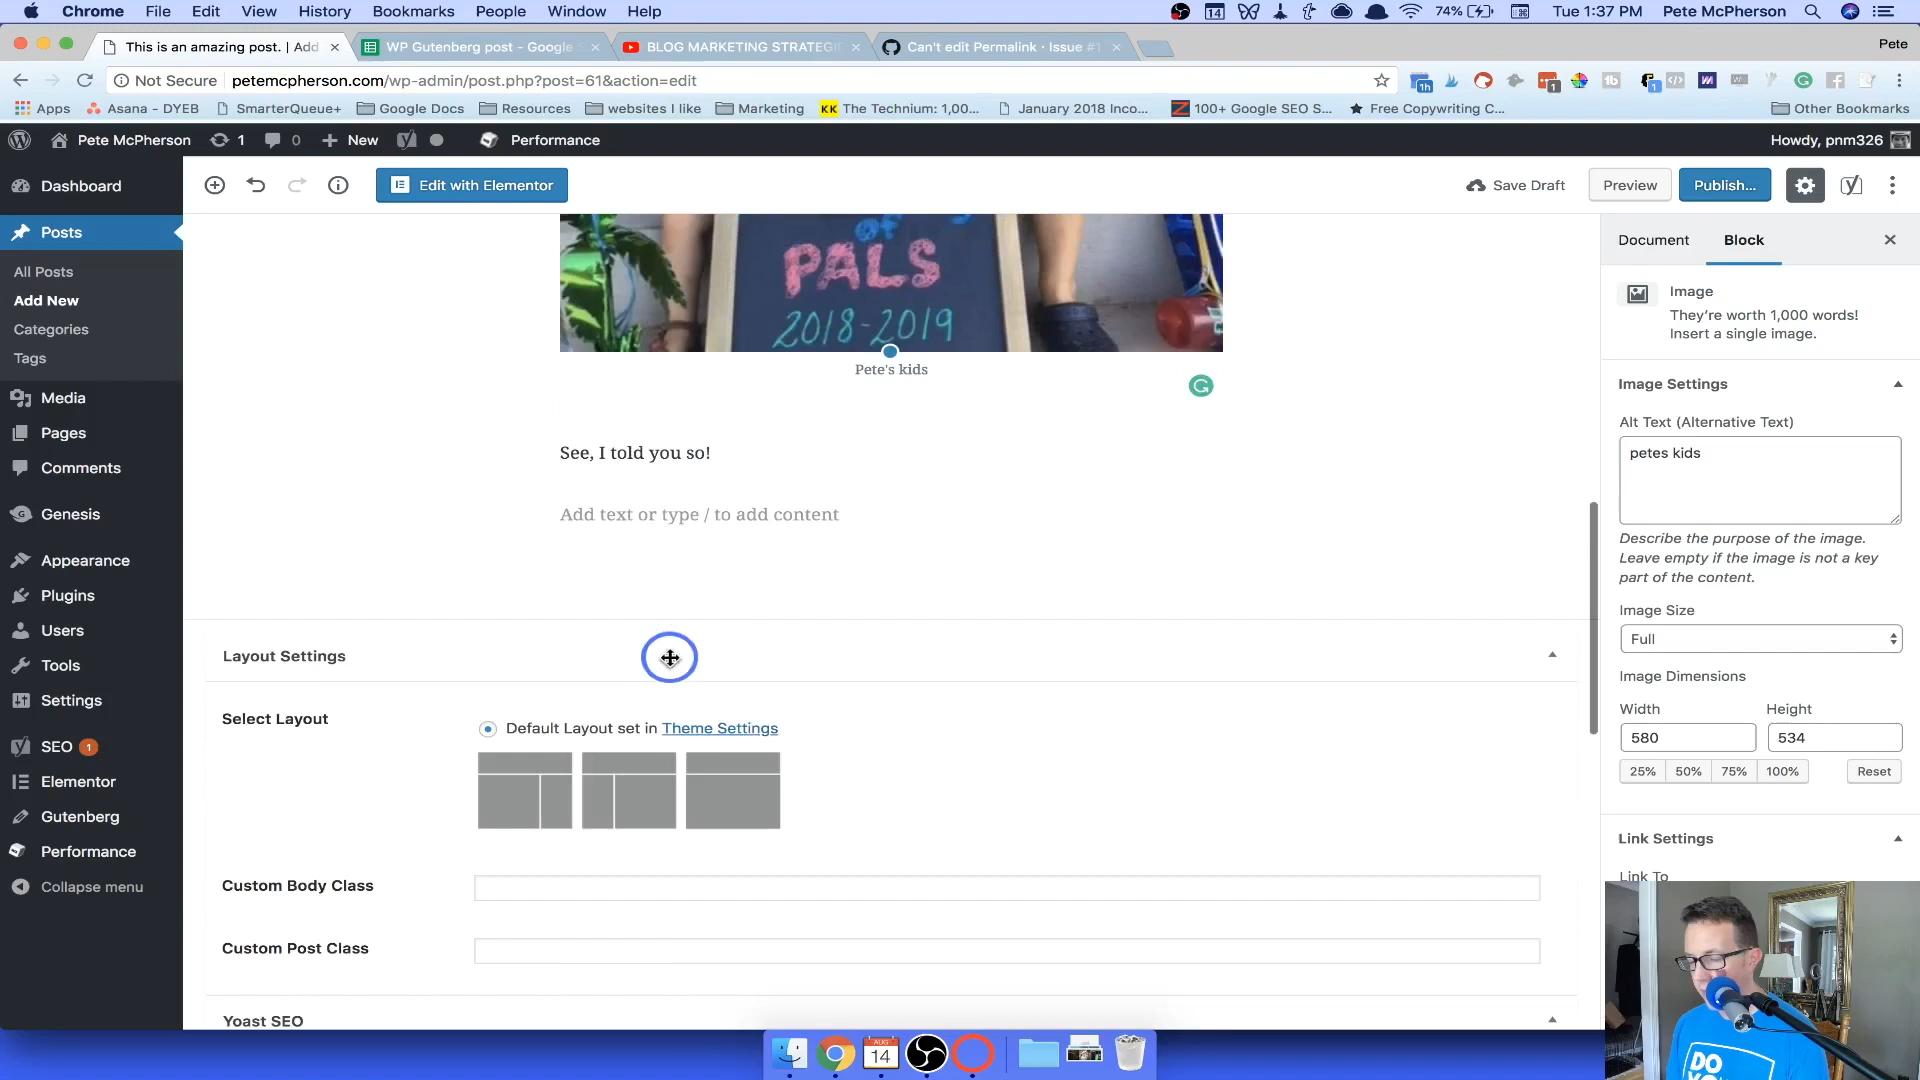 Chrome File Edit View History Bookmarks People Window Help 14 74% Tue 1:37 PM Pete McPherson
This is an amazing post. | Add WP Gutenberg post - Google S BLOG MARKETING STRATEGI Can't edit Permalink · Issue #1 Pete
Not Secure petemcpherson.com/wp-admin/post.php?post=61&action=edit
Apps Asana - DYEB SmarterQueue+ Google Docs Resources websites I like Marketing KK The Technium: 1,00... January 2018 Inco... 100+ Google SEO S... Free Copywriting C... Other Bookmarks
Pete McPherson 1 0 New Performance Howdy, pnm326
Edit with Elementor Save Draft Preview Publish...
Dashboard
Posts
All Posts
Add New
Categories
Tags
Media
Pages
Comments
Genesis
Appearance
Plugins
Users
Tools
Settings
SEO 1
Elementor
Gutenberg
Performance
Collapse menu
of
PALS
2018-2019
Pete's kids
See, I told you so!
Add text or type / to add content
Layout Settings
Select Layout
Default Layout set in Theme Settings
Custom Body Class
Custom Post Class
Yoast SEO
Document Block
Image
They're worth 1,000 words!
Insert a single image.
Image Settings
Alt Text (Alternative Text)
petes kids
Describe the purpose of the image.
Leave empty if the image is not a key
part of the content.
Image Size
Full
Image Dimensions
Width Height
580 534
25% 50% 75% 100% Reset
Link Settings
Link To
DO
AUG
14